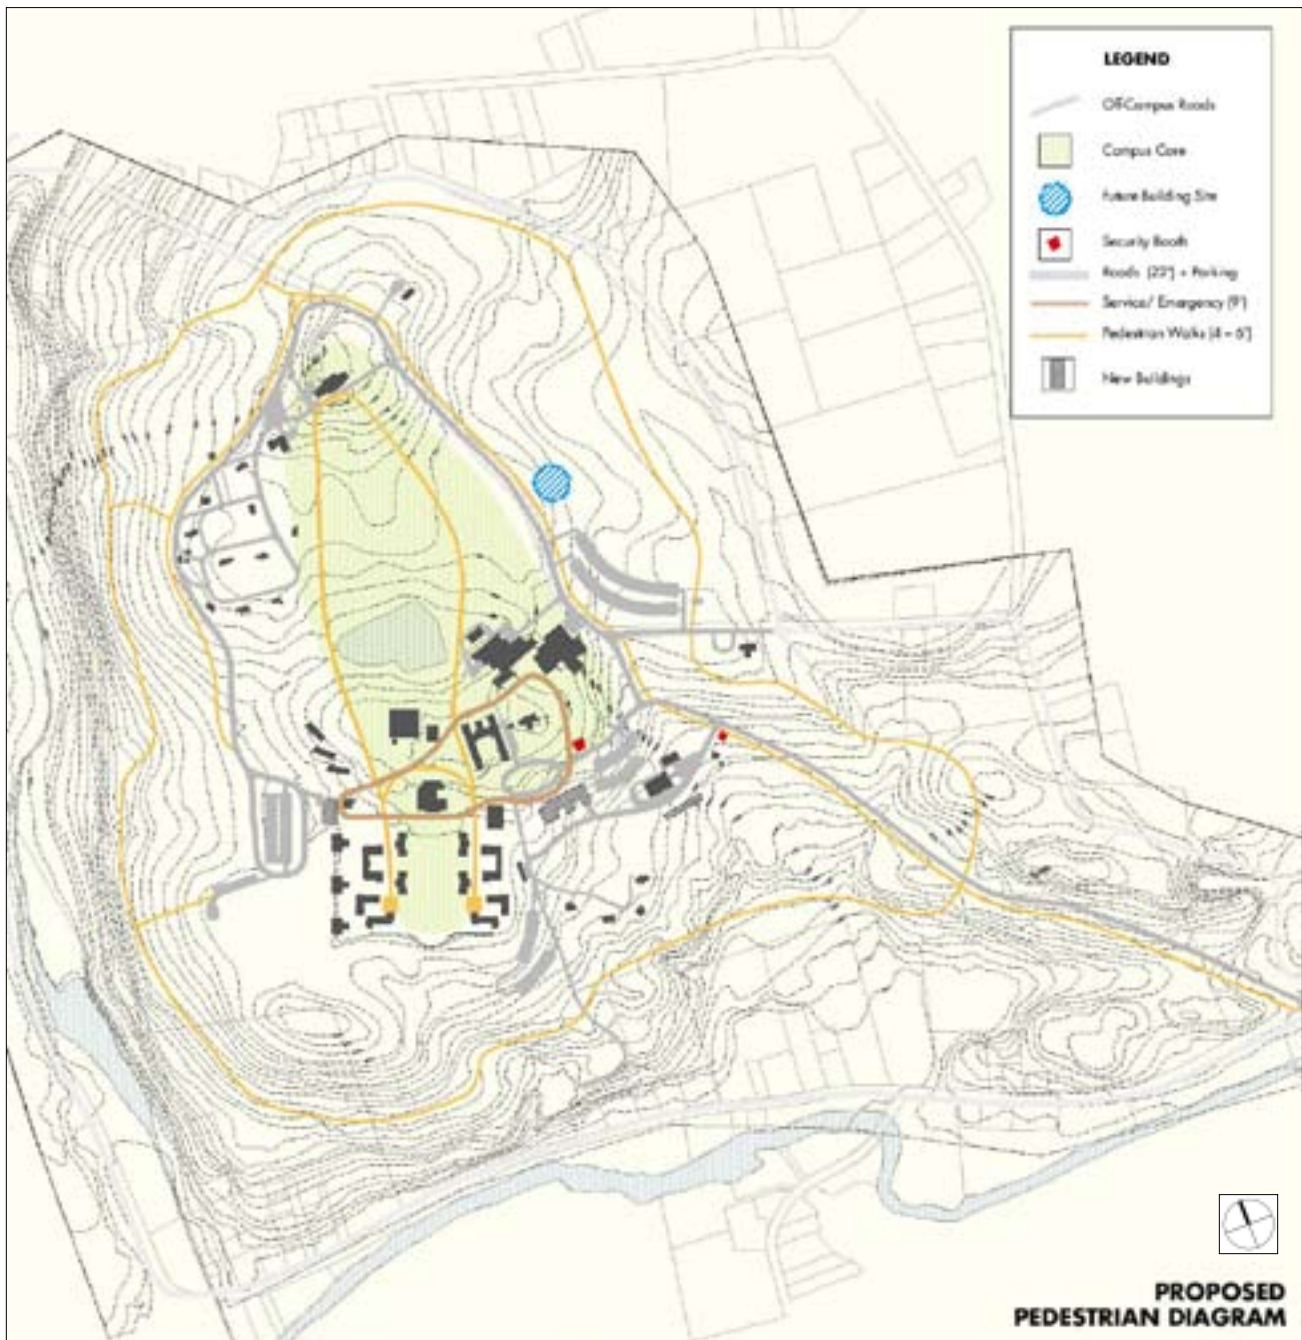 LEGEND
Off-Campus Roads
Campus Core
Future Building Site
Security Booth
Roads (22') + Parking
Service/ Emergency (9')
Pedestrian Walks (4 – 6')
New Buildings
PROPOSED
PEDESTRIAN DIAGRAM